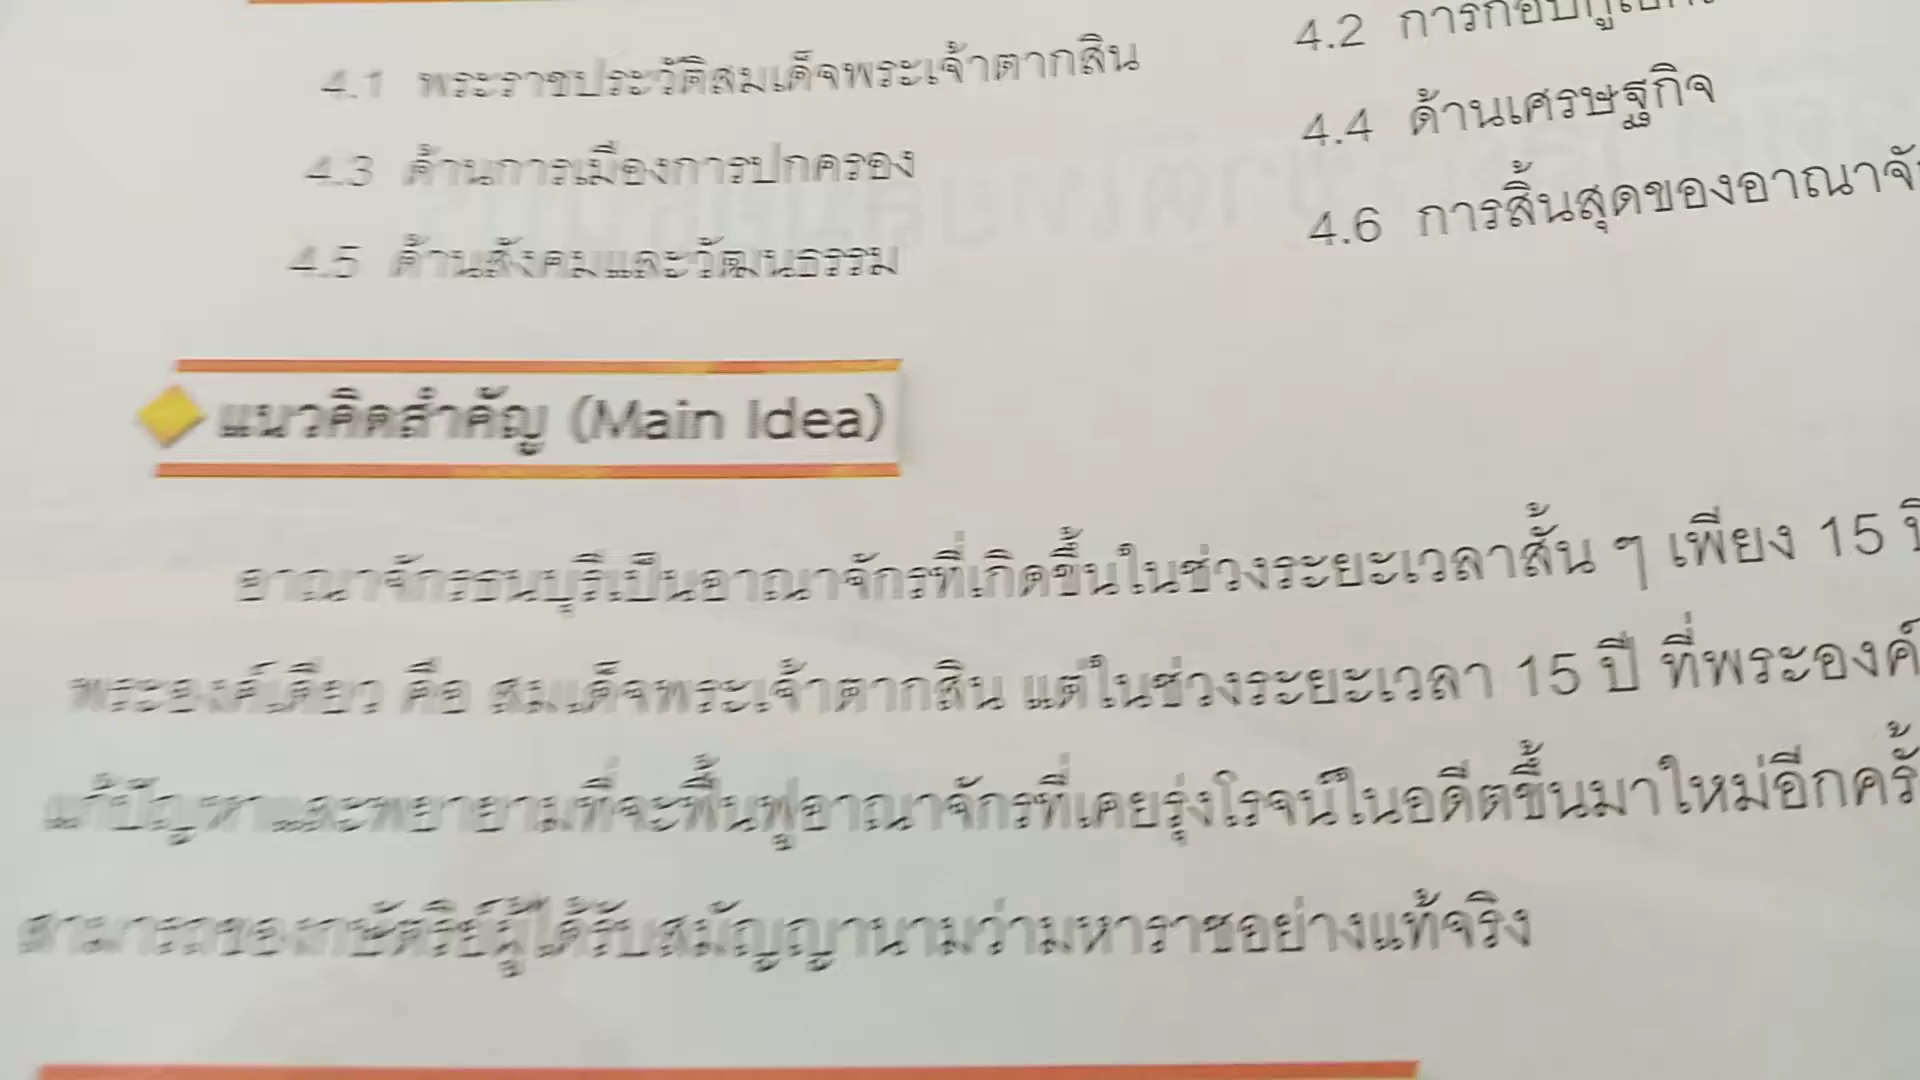 4.1 พระราชประวัติสมเด็จพระเจ้าตากสิน
4.2 การกอบกู้
4.3 ด้านการเมืองการปกครอง
4.4 ด้านเศรษฐกิจ
4.5 ด้านสังคมและวัฒนธรรม
4.6 การสิ้นสุดของอาณาจั
แนวคิดสำคัญ (Main Idea)
อาณาจักรธนบุรีเป็นอาณาจักรที่เกิดขึ้นในช่วงระยะเวลาสั้น ๆ เพียง 15 ปี
พระองค์เดียว คือ สมเด็จพระเจ้าตากสิน แต่ในช่วงระยะเวลา 15 ปี ที่พระองค์
แก้ปัญหาและพยายามที่จะฟื้นฟูอาณาจักรที่เคยรุ่งโรจน์ในอดีตขึ้นมาใหม่อีกครั้
สามารถของกษัตริย์ผู้ได้รับสมัญญานามว่ามหาราชอย่างแท้จริง